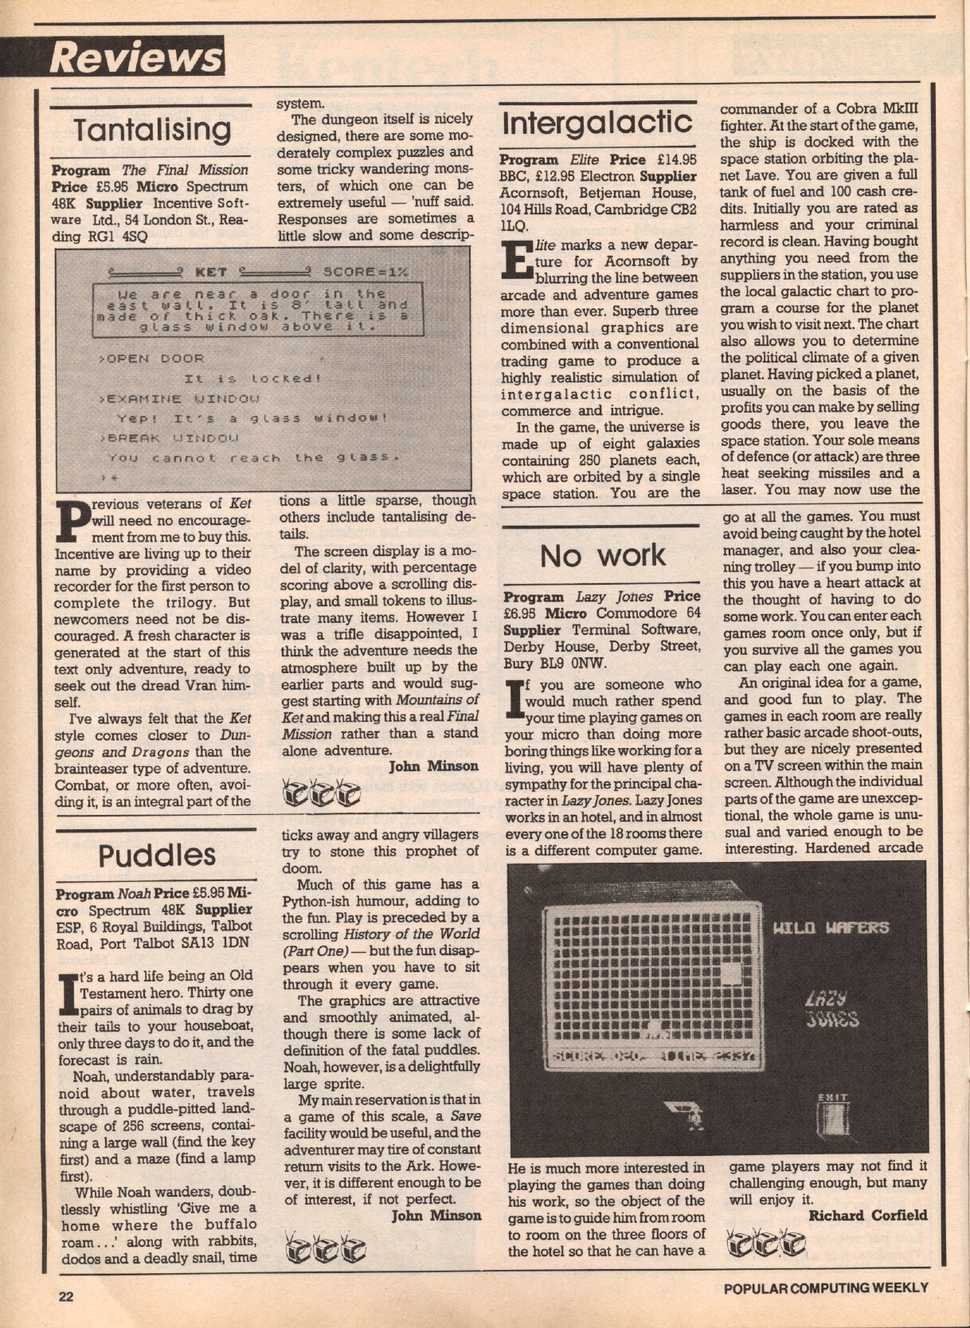 Reviews
Tantalising
Program The Final Mission
Price £5.95 Micro Spectrum
48K Supplier Incentive Soft-
ware Ltd., 54 London St., Rea-
ding RG1 4SQ
system.
The dungeon itself is nicely
designed, there are some mo-
derately complex puzzles and
some tricky wandering mons-
ters, of which one can be
extremely useful — 'nuff said.
Responses are sometimes a
little slow and some descrip-
KET SCORE=1%
We are near a door in the
east wall. It is 8' tall and
made of thick oak. There is a
glass window above it.
>OPEN DOOR
It is locked!
>EXAMINE WINDOW
Yep! It's a glass window!
>BREAK WINDOW
You cannot reach the glass.
>*
Previous veterans of Ket
will need no encourage-
ment from me to buy this.
Incentive are living up to their
name by providing a video
recorder for the first person to
complete the trilogy. But
newcomers need not be dis-
couraged. A fresh character is
generated at the start of this
text only adventure, ready to
seek out the dread Vran him-
self.
I've always felt that the Ket
style comes closer to Dun-
geons and Dragons than the
brainteaser type of adventure.
Combat, or more often, avoi-
ding it, is an integral part of the
tions a little sparse, though
others include tantalising de-
tails.
The screen display is a mo-
del of clarity, with percentage
scoring above a scrolling dis-
play, and small tokens to illus-
trate many items. However I
was a trifle disappointed, I
think the adventure needs the
atmosphere built up by the
earlier parts and would sug-
gest starting with Mountains of
Ket and making this a real Final
Mission rather than a stand
alone adventure.
John Minson
Puddles
Program Noah Price £5.95 Mi-
cro Spectrum 48K Supplier
ESP, 6 Royal Buildings, Talbot
Road, Port Talbot SA13 1DN
It's a hard life being an Old
Testament hero. Thirty one
pairs of animals to drag by
their tails to your houseboat,
only three days to do it, and the
forecast is rain.
Noah, understandably para-
noid about water, travels
through a puddle-pitted land-
scape of 256 screens, contai-
ning a large wall (find the key
first) and a maze (find a lamp
first).
While Noah wanders, doub-
tlessly whistling 'Give me a
home where the buffalo
roam...' along with rabbits,
dodos and a deadly snail, time
ticks away and angry villagers
try to stone this prophet of
doom.
Much of this game has a
Python-ish humour, adding to
the fun. Play is preceded by a
scrolling History of the World
(Part One) — but the fun disap-
pears when you have to sit
through it every game.
The graphics are attractive
and smoothly animated, al-
though there is some lack of
definition of the fatal puddles.
Noah, however, is a delightfully
large sprite.
My main reservation is that in
a game of this scale, a Save
facility would be useful, and the
adventurer may tire of constant
return visits to the Ark. Howe-
ver, it is different enough to be
of interest, if not perfect.
John Minson
Intergalactic
Program Elite Price £14.95
BBC, £12.95 Electron Supplier
Acornsoft, Betjeman House,
104 Hills Road, Cambridge CB2
1LQ.
Elite marks a new depar-
ture for Acornsoft by
blurring the line between
arcade and adventure games
more than ever. Superb three
dimensional graphics are
combined with a conventional
trading game to produce a
highly realistic simulation of
intergalactic conflict,
commerce and intrigue.
In the game, the universe is
made up of eight galaxies
containing 250 planets each,
which are orbited by a single
space station. You are the
commander of a Cobra MkIII
fighter. At the start of the game,
the ship is docked with the
space station orbiting the pla-
net Lave. You are given a full
tank of fuel and 100 cash cre-
dits. Initially you are rated as
harmless and your criminal
record is clean. Having bought
anything you need from the
suppliers in the station, you use
the local galactic chart to pro-
gram a course for the planet
you wish to visit next. The chart
also allows you to determine
the political climate of a given
planet. Having picked a planet,
usually on the basis of the
profits you can make by selling
goods there, you leave the
space station. Your sole means
of defence (or attack) are three
heat seeking missiles and a
laser. You may now use the
No work
Program Lazy Jones Price
£6.95 Micro Commodore 64
Supplier Terminal Software,
Derby House, Derby Street,
Bury BL9 0NW.
If you are someone who
would much rather spend
your time playing games on
your micro than doing more
boring things like working for a
living, you will have plenty of
sympathy for the principal cha-
racter in Lazy Jones. Lazy Jones
works in an hotel, and in almost
every one of the 18 rooms there
is a different computer game.
go at all the games. You must
avoid being caught by the hotel
manager, and also your clea-
ning trolley — if you bump into
this you have a heart attack at
the thought of having to do
some work. You can enter each
games room once only, but if
you survive all the games you
can play each one again.
An original idea for a game,
and good fun to play. The
games in each room are really
rather basic arcade shoot-outs,
but they are nicely presented
on a TV screen within the main
screen. Although the individual
parts of the game are unexcep-
tional, the whole game is unu-
sual and varied enough to be
interesting. Hardened arcade
WILD WAFERS
LAZY
JONES
SCORE. 020. TIME. 2337
EXIT
He is much more interested in
playing the games than doing
his work, so the object of the
game is to guide him from room
to room on the three floors of
the hotel so that he can have a
game players may not find it
challenging enough, but many
will enjoy it.
Richard Corfield
22
POPULAR COMPUTING WEEKLY